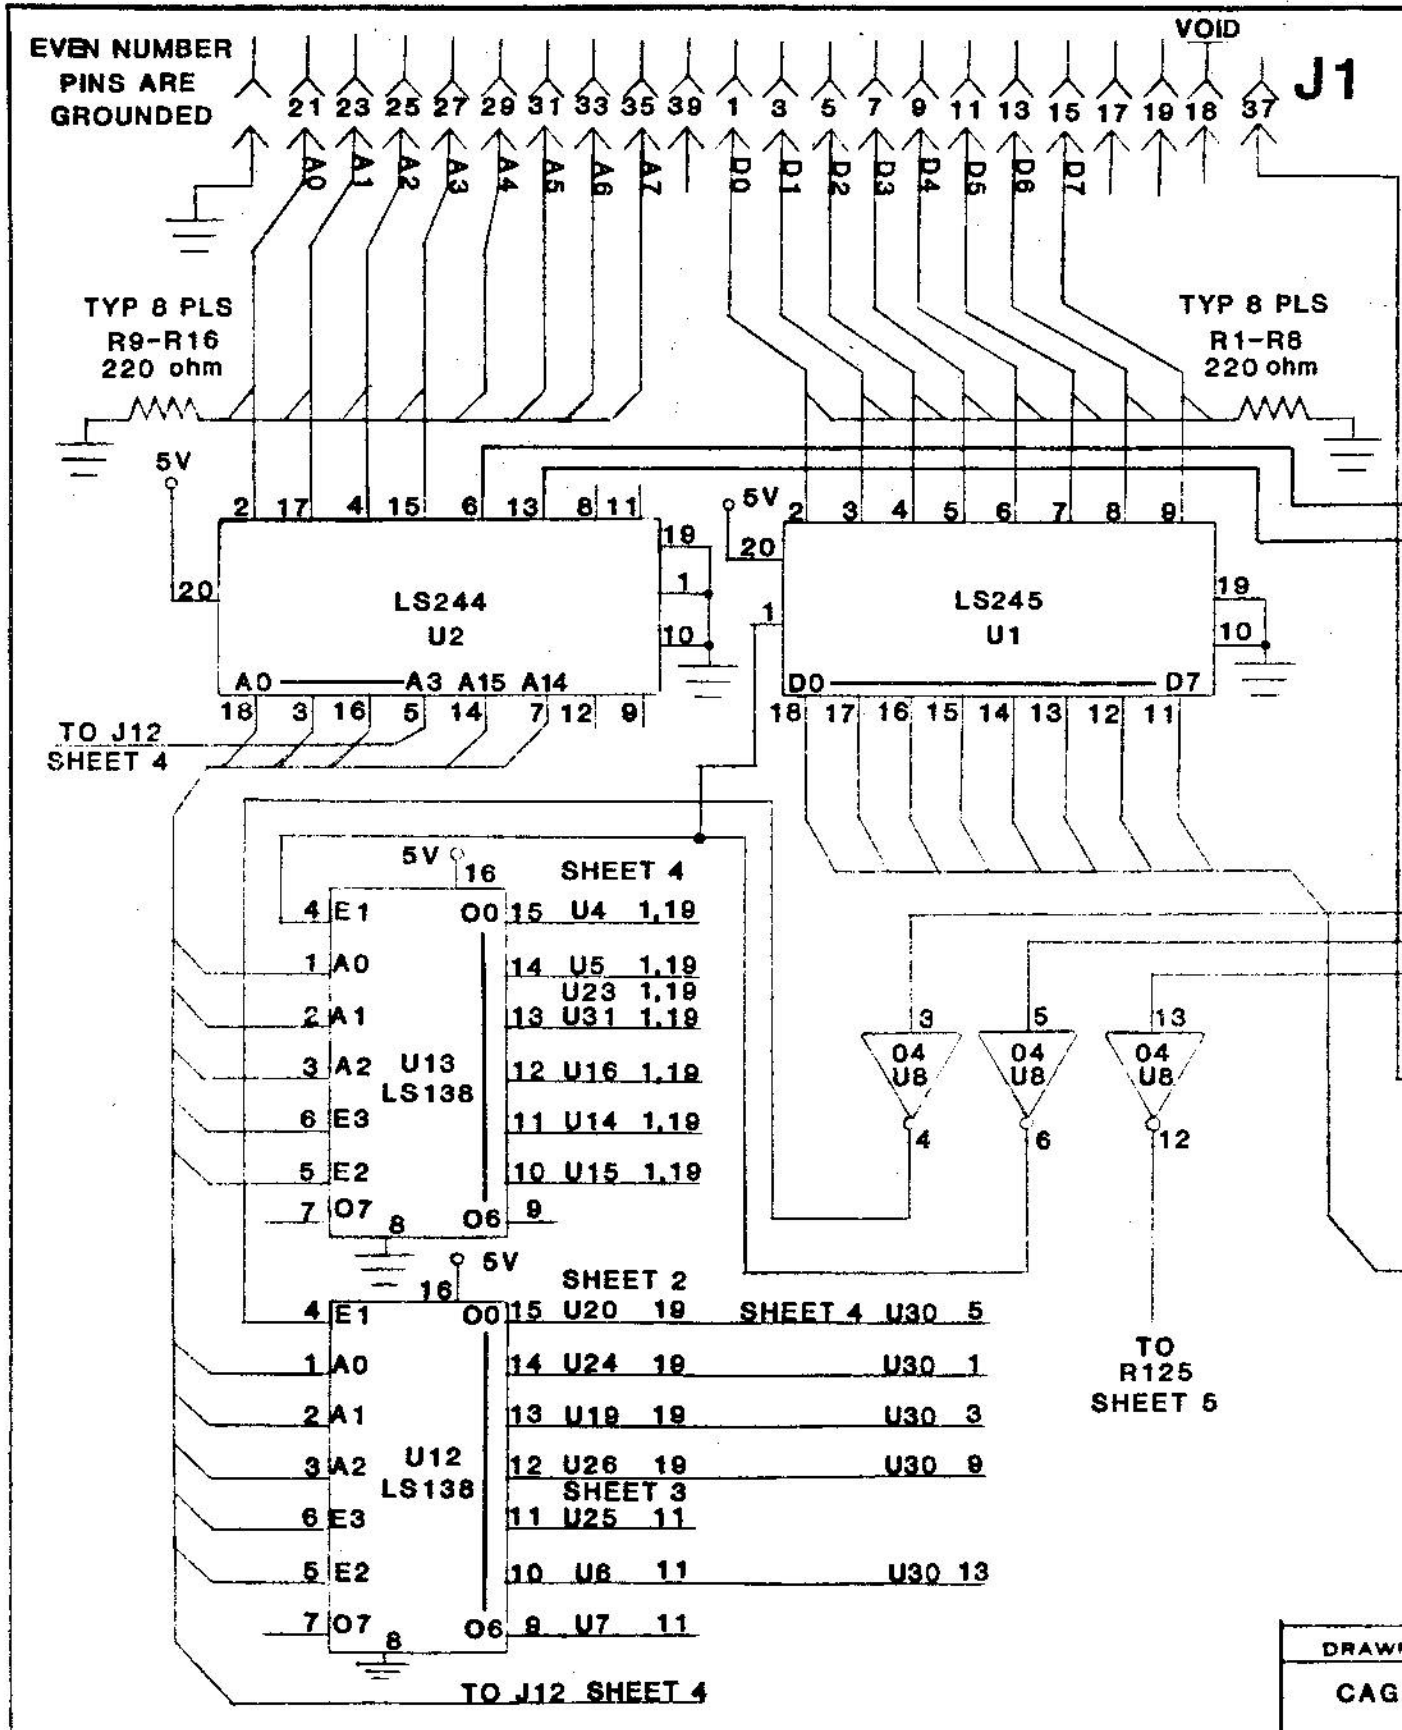 VOID
EVEN NUMBER
PINS ARE
GROUNDED
J1
21 23 25 27 29 31 33 35 39 1 3 5 7 9 11 13 15 17 19 18 37
A0 A1 A2 A3 A4 A5 A6 A7 D0 D1 D2 D3 D4 D5 D6 D7
TYP 8 PLS
R9-R16
220 ohm
TYP 8 PLS
R1-R8
220 ohm
5V
2 17 4 15 6 13 8 11
20
19
1
10
LS244
U2
A0 A3 A15 A14
18 3 16 5 14 7 12 9
5V
2 3 4 5 6 7 8 9
20
1
19
10
LS245
U1
D0 D7
18 17 16 15 14 13 12 11
TO J12
SHEET 4
5V
16
SHEET 4
4 E1 O0 15 U4 1,19
1 A0 14 U5 1,19
U23 1,19
2 A1 13 U31 1,19
3 A2 12 U16 1,19
U13
LS138
6 E3 11 U14 1,19
5 E2 10 U15 1,19
7 O7 8 O6 9
3 5 13
04 04 04
U8 U8 U8
4 6 12
TO
R125
SHEET 5
5V
16
SHEET 2
4 E1 O0 15 U20 19 SHEET 4 U30 5
1 A0 14 U24 19 U30 1
2 A1 13 U19 19 U30 3
U12
3 A2 12 U26 19 U30 9
LS138
SHEET 3
6 E3 11 U25 11
5 E2 10 U6 11 U30 13
7 O7 8 O6 9 U7 11
TO J12 SHEET 4
DRAW
CAG